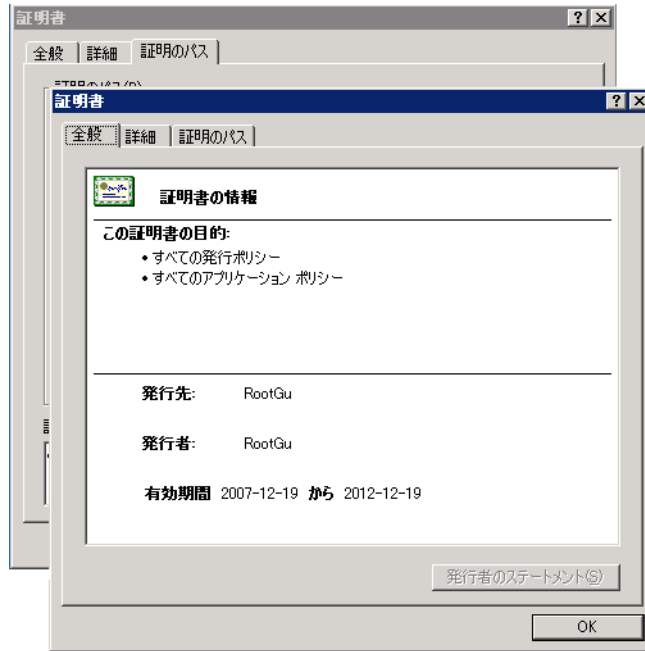 証明書
全般
詳細
証明のパス
証明書
全般
詳細
証明のパス
証明書の情報
この証明書の目的:
• すべての発行ポリシー
• すべてのアプリケーション ポリシー
発行先: RootGu
発行者: RootGu
有効期間 2007-12-19 から 2012-12-19
発行者のステートメント(S)
OK